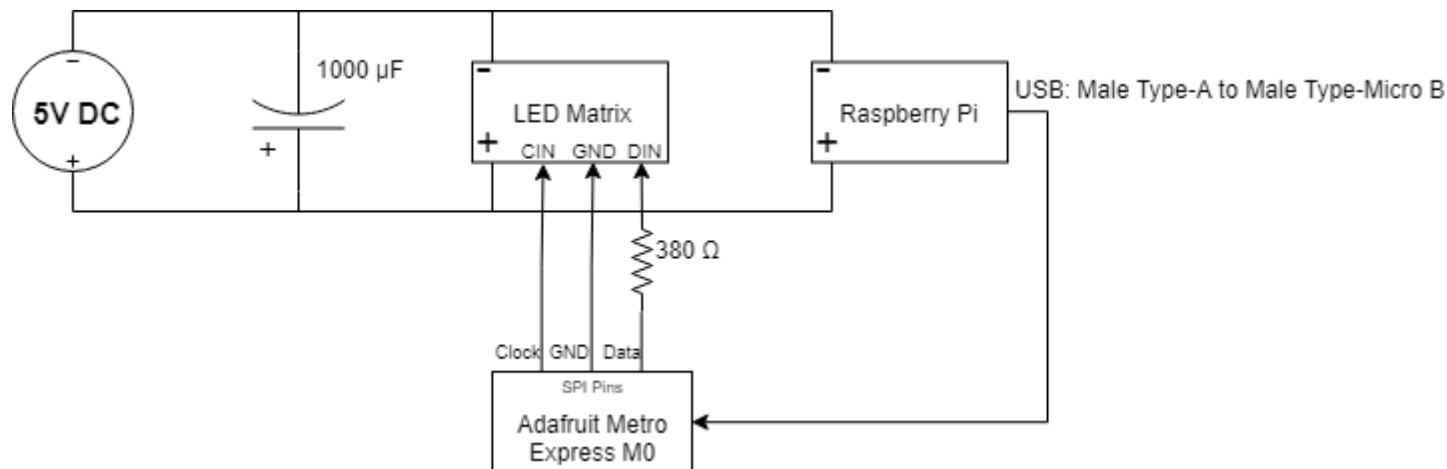 1000 µF
USB: Male Type-A to Male Type-Micro B
5V DC
-
+
+
-
LED Matrix
+
CIN GND DIN
-
Raspberry Pi
+
380 Ω
Clock GND Data
SPI Pins
Adafruit Metro
Express M0